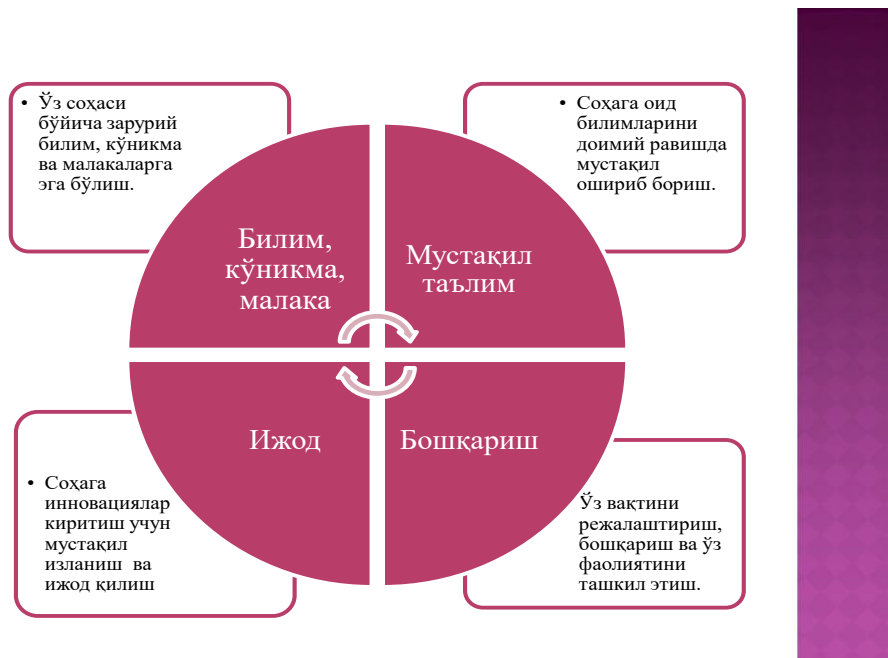 • Ўз соҳаси
бўйича зарурий
билим, кўникма
ва малакаларга
эга бўлиш.
• Соҳага оид
билимларини
доимий равишда
мустақил
ошириб бориш.
Билим,
кўникма,
малака
Мустақил
таълим
Ижод
Бошқариш
• Соҳага
инновациялар
киритиш учун
мустақил
изланиш ва
ижод қилиш
Ўз вақтини
режалаштириш,
бошқариш ва ўз
фаолиятини
ташкил этиш.